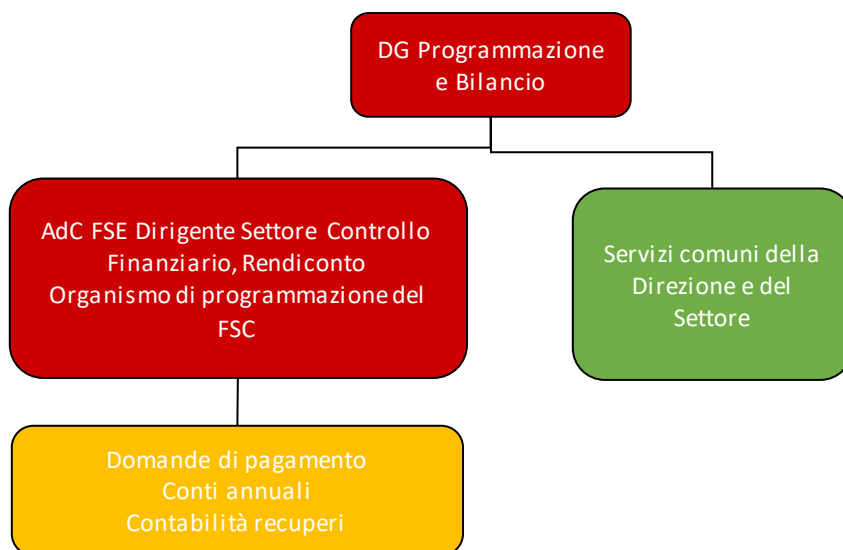 DG Programmazione
e Bilancio
AdC FSE Dirigente Settore Controllo
Finanziario, Rendiconto
Organismo di programmazione del
FSC
Servizi comuni della
Direzione e del
Settore
Domande di pagamento
Conti annuali
Contabilità recuperi